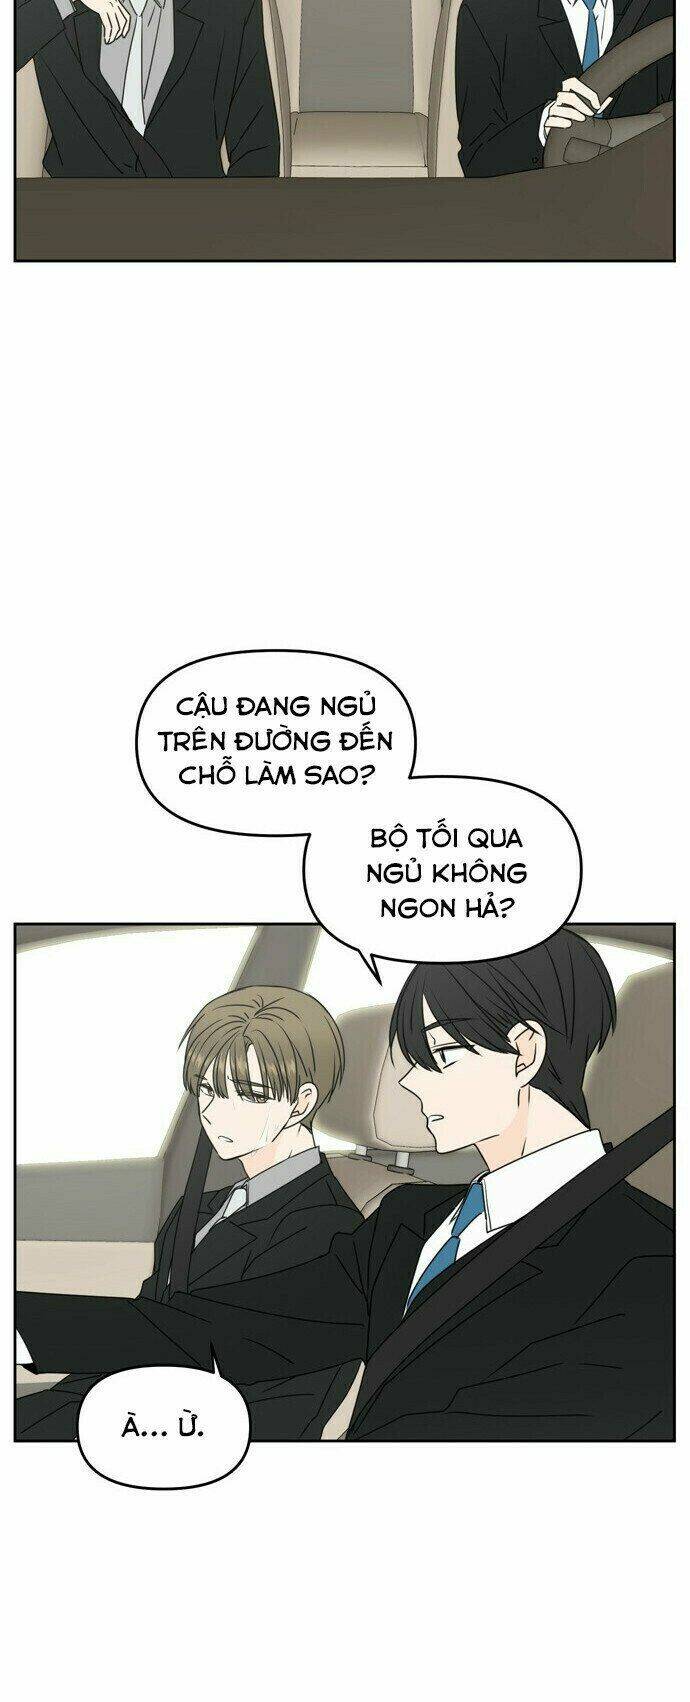 CẬU ĐANG NGỦ
TRÊN ĐƯỜNG ĐẾN
CHỖ LÀM SAO?
BỘ TỐI QUA
NGỦ KHÔNG
NGON HẢ?
À... Ừ.